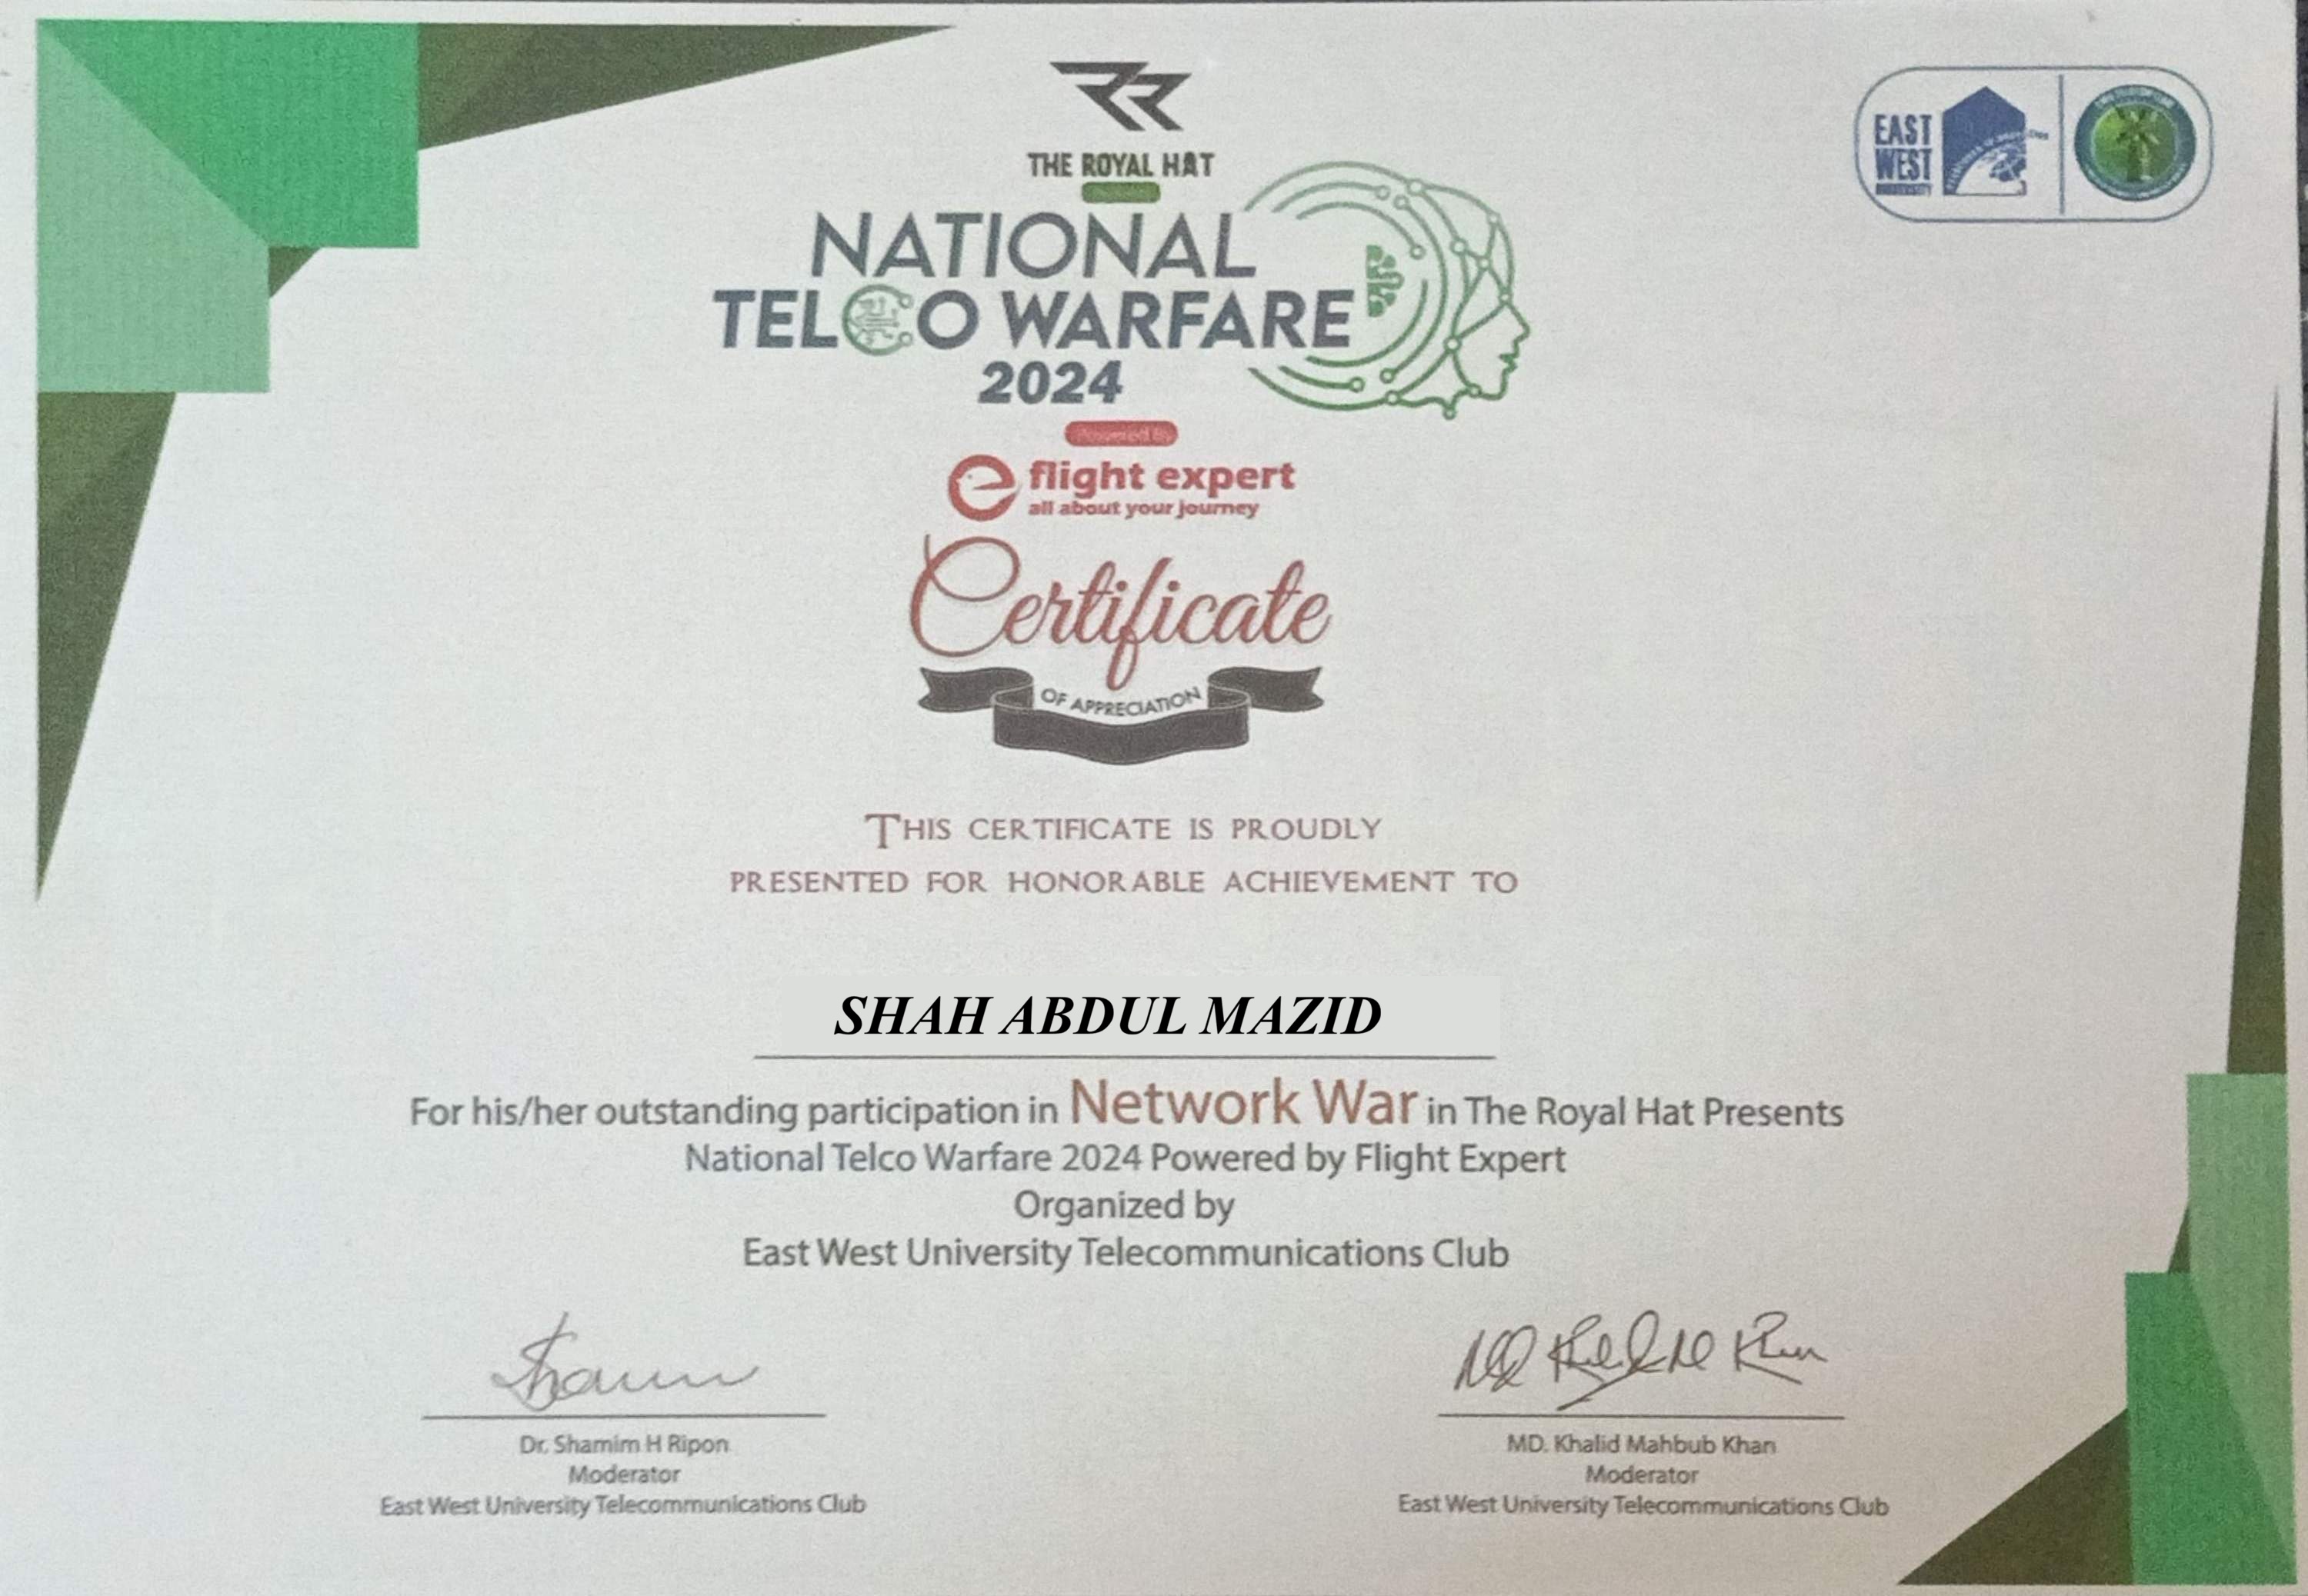 THE ROYAL HAT
NATIONAL
TELCO WARFARE
2024
Powered By
flight expert
all about your journey
EAST
WEST
UNIVERSITY
Certificate
OF APPRECIATION
THIS CERTIFICATE IS PROUDLY
PRESENTED FOR HONORABLE ACHIEVEMENT TO
SHAH ABDUL MAZID
For his/her outstanding participation in Network War in The Royal Hat Presents
National Telco Warfare 2024 Powered by Flight Expert
Organized by
East West University Telecommunications Club
Dr. Shamim H Ripon
Moderator
East West University Telecommunications Club
MD. Khalid Mahbub Khan
Moderator
East West University Telecommunications Club